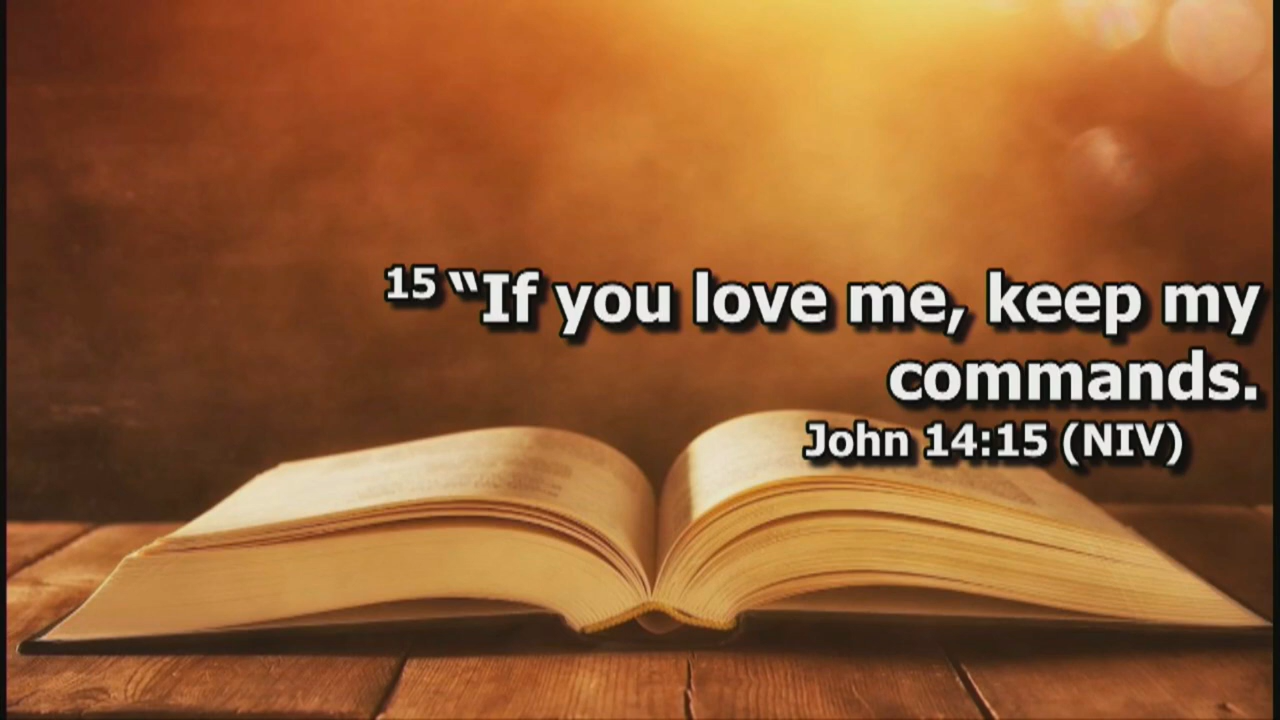 15 “If you love me, keep my
commands.
John 14:15 (NIV)